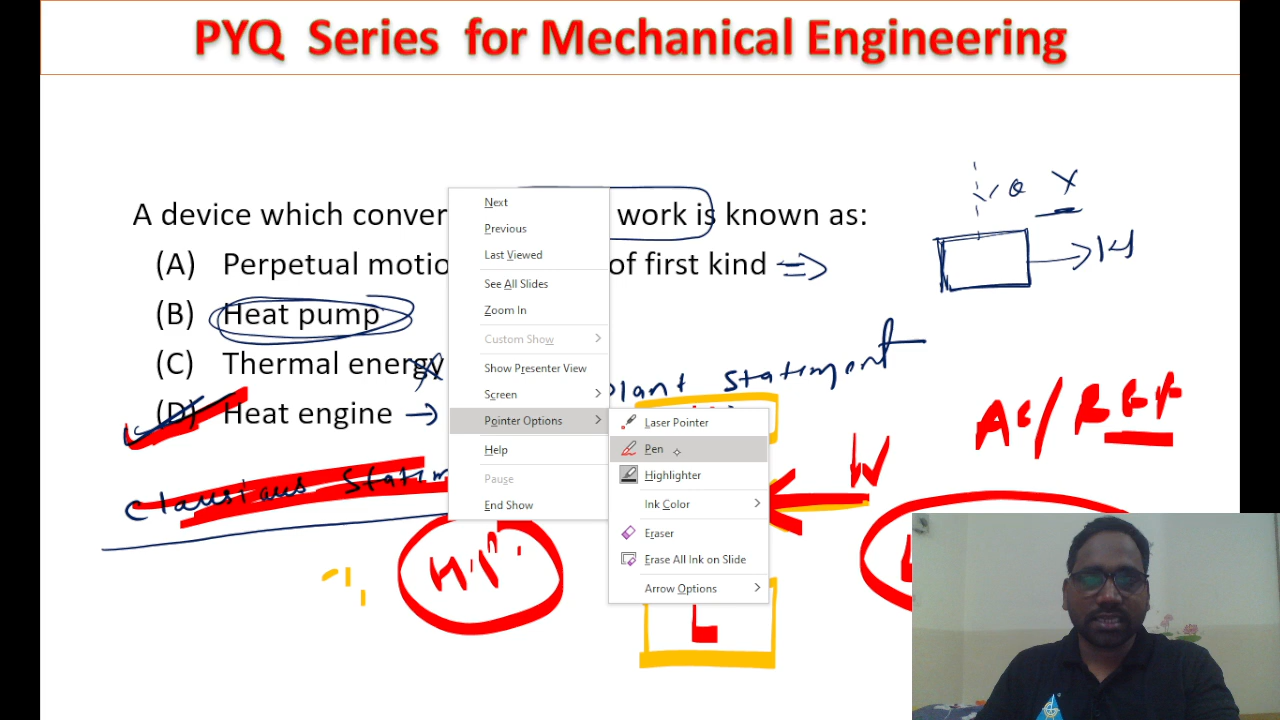 PYQ Series for Mechanical Engineering
A device which conver work is known as:
(A) Perpetual motio of first kind
(B) Heat pump
(C) Thermal energy
(D) Heat engine
Q X
W
plant statement
Clausius Statem
H.P.
AC/Ref
W
L
Next
Previous
Last Viewed
See All Slides
Zoom In
Custom Show
Show Presenter View
Screen
Pointer Options
Help
Pause
End Show
Laser Pointer
Pen
Highlighter
Ink Color
Eraser
Erase All Ink on Slide
Arrow Options